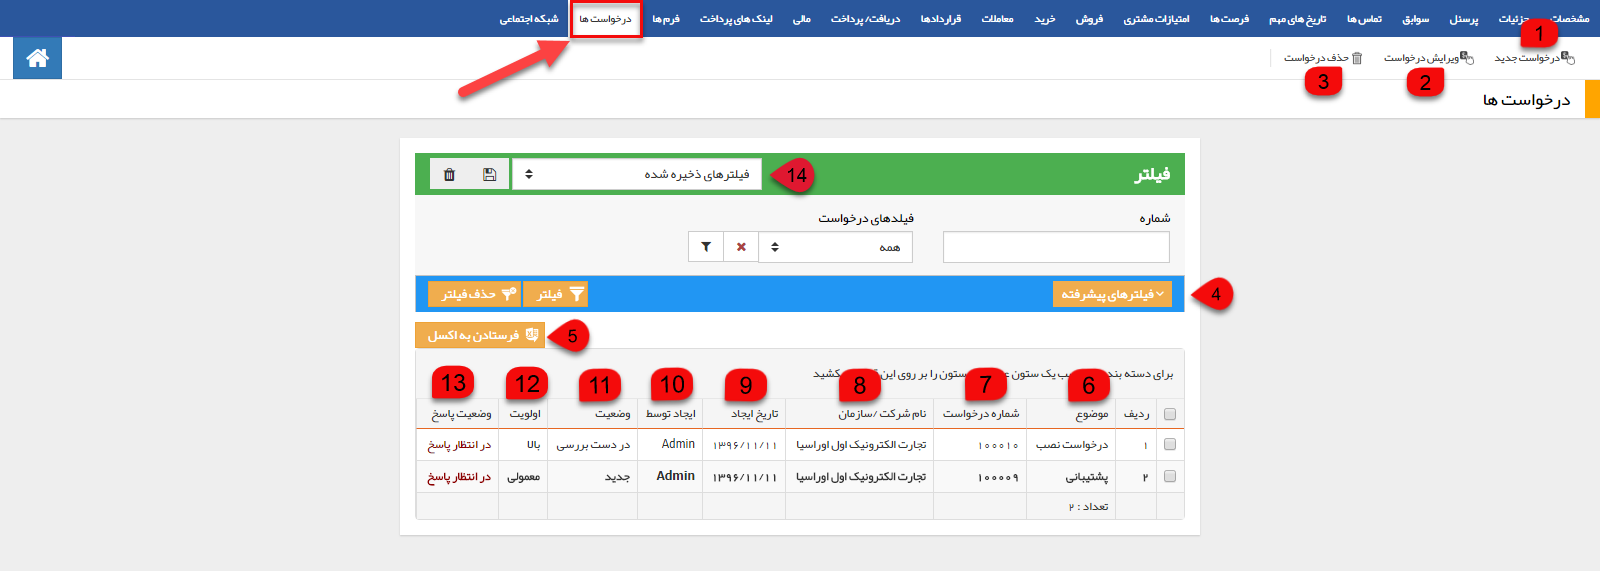 مشخصات جزئیات پرسنل سوابق تماس ها تاریخ های مهم فرصت ها امتیازات مشتری فروش خرید معاملات قراردادها دریافت/ پرداخت مالی لینک های پرداخت فرم ها درخواست ها شبکه اجتماعی
1
درخواست جدید ویرایش درخواست حذف درخواست
2 3
درخواست ها
فیلتر فیلترهای ذخیره شده 14
شماره فیلدهای درخواست
همه
فیلترهای پیشرفته فیلتر حذف فیلتر 4
فرستادن به اکسل 5
برای دسته بند یک ستون ستون را بر روی این کشید
6 7 8 9 10 11 12 13
ردیف موضوع شماره درخواست نام شرکت /سازمان تاریخ ایجاد ایجاد توسط وضعیت اولویت وضعیت پاسخ
۱ درخواست نصب ۱۰۰۰۱۰ تجارت الکترونیک اول اوراسیا ۱۳۹۶/۱۱/۱۱ Admin در دست بررسی بالا در انتظار پاسخ
۲ پشتیبانی ۱۰۰۰۰۹ تجارت الکترونیک اول اوراسیا ۱۳۹۶/۱۱/۱۱ Admin جدید معمولی در انتظار پاسخ
تعداد : ۲